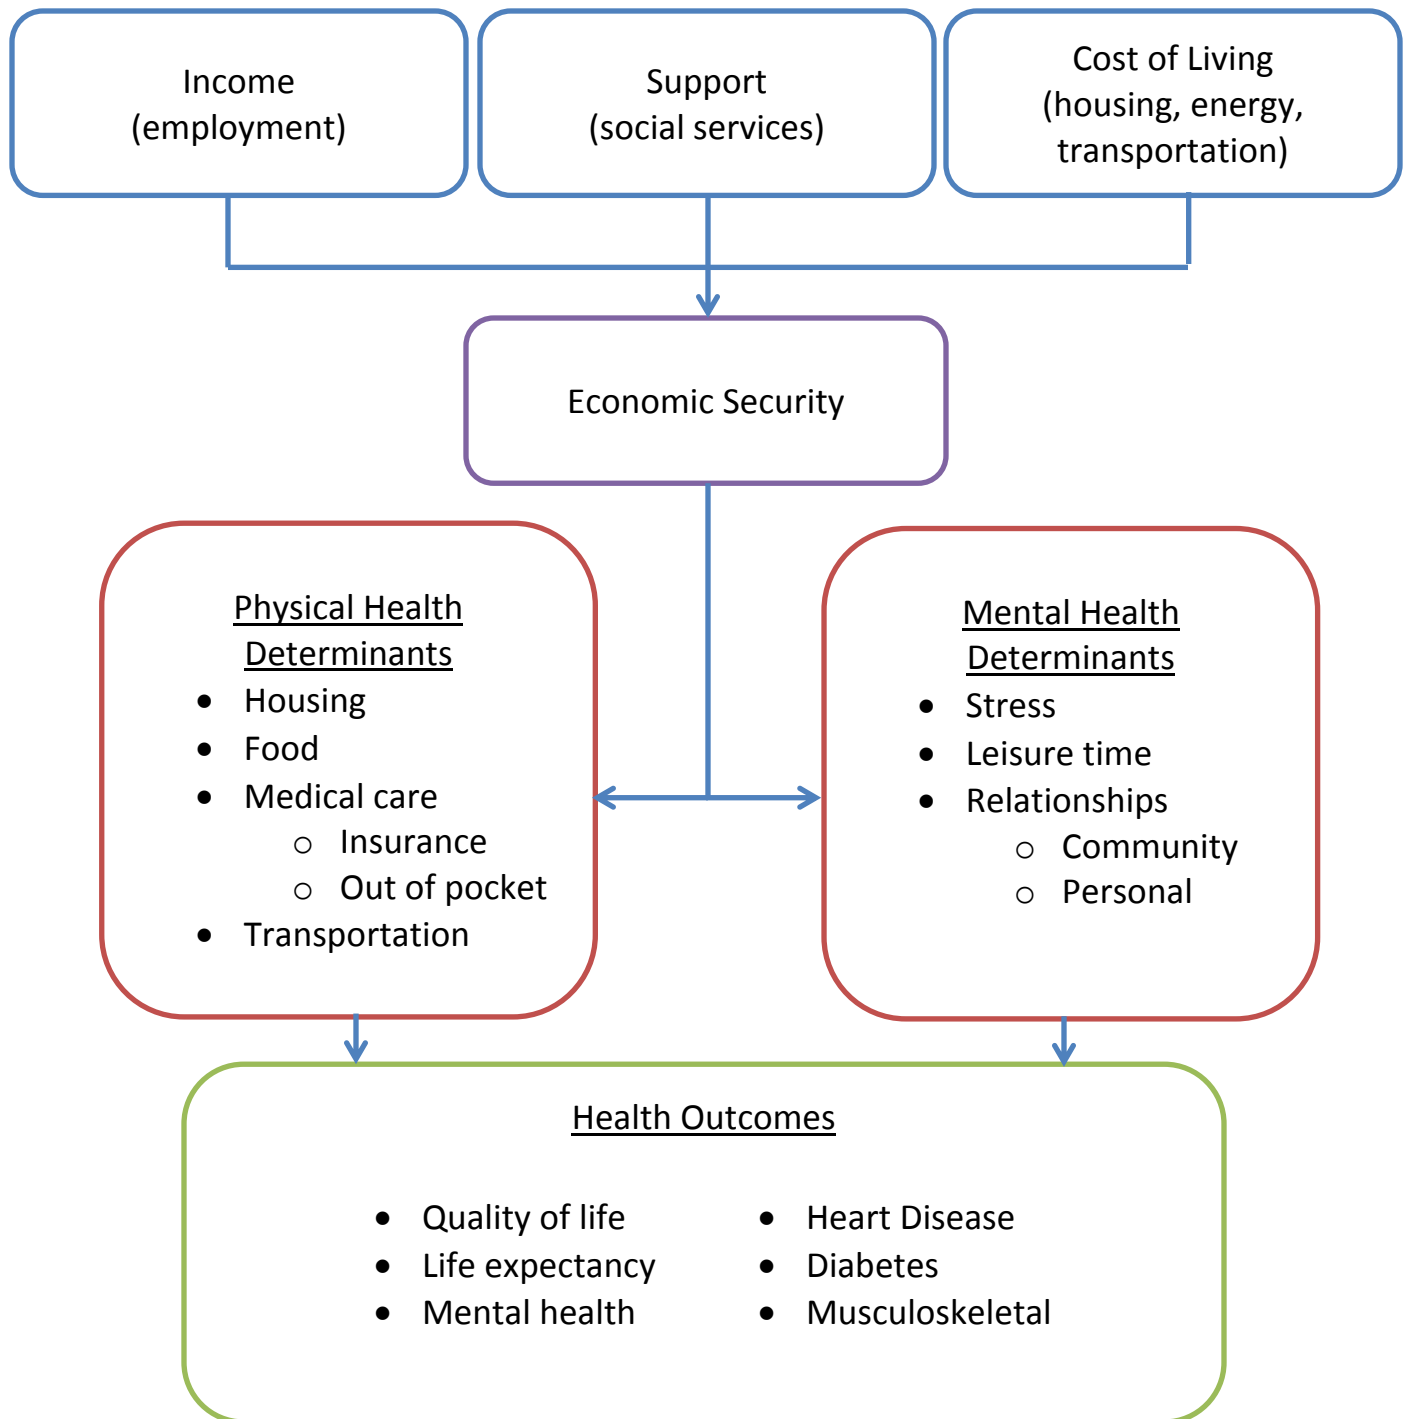 Income
(employment)
Support
(social services)
Cost of Living
(housing, energy,
transportation)
Economic Security
Physical Health
Determinants
• Housing
• Food
• Medical care
o Insurance
o Out of pocket
• Transportation
Mental Health
Determinants
• Stress
• Leisure time
• Relationships
o Community
o Personal
Health Outcomes
• Quality of life
• Life expectancy
• Mental health
• Heart Disease
• Diabetes
• Musculoskeletal